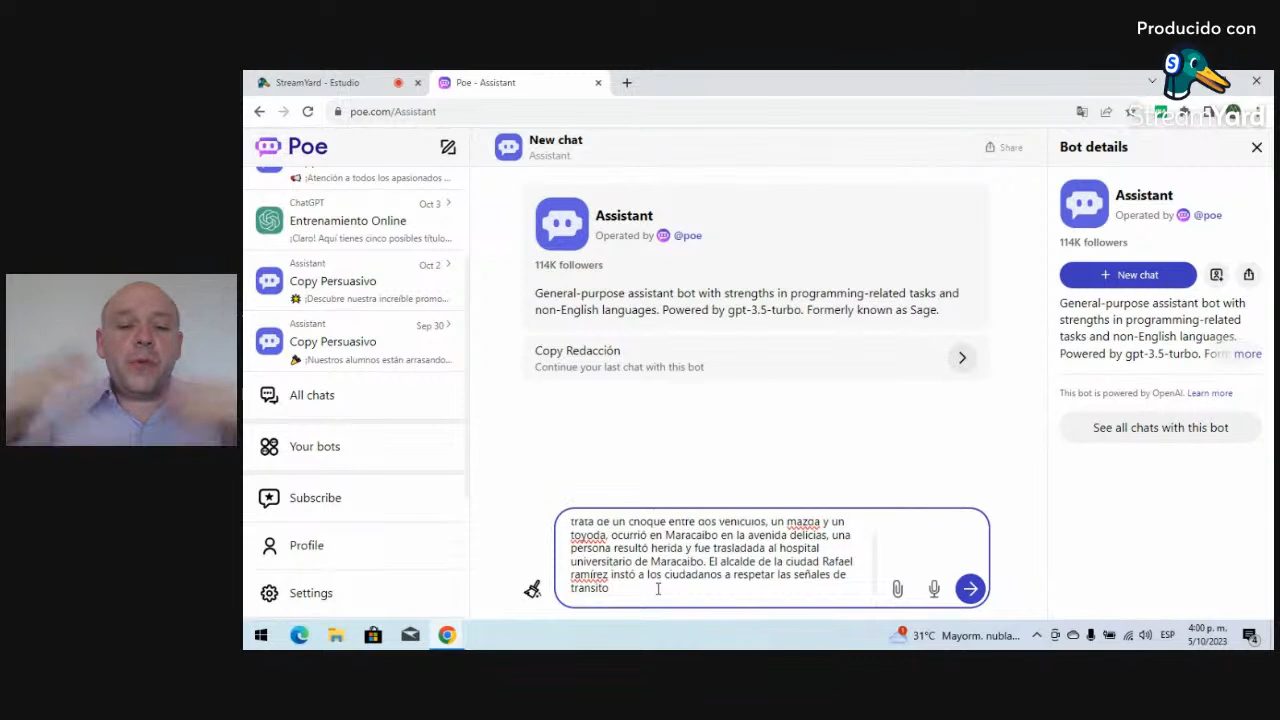 Producido con
StreamYard
StreamYard - Estudio
Poe - Assistant
poe.com/Assistant
Poe
¡Atención a todos los apasionados ...
ChatGPT
Oct 3
Entrenamiento Online
¡Claro! Aquí tienes cinco posibles título...
Assistant
Oct 2
Copy Persuasivo
¡Descubre nuestra increíble promo...
Assistant
Sep 30
Copy Persuasivo
¡Nuestros alumnos están arrasando...
All chats
Your bots
Subscribe
Profile
Settings
New chat
Assistant
Share
Assistant
Operated by @poe
114K followers
General-purpose assistant bot with strengths in programming-related tasks and
non-English languages. Powered by gpt-3.5-turbo. Formerly known as Sage.
Copy Redacción
Continue your last chat with this bot
trata de un choque entre dos vehículos, un mazda y un
toyoda, ocurrió en Maracaibo en la avenida delicias, una
persona resultó herida y fue trasladada al hospital
universitario de Maracaibo. El alcalde de la ciudad Rafael
ramírez instó a los ciudadanos a respetar las señales de
transito
Bot details
Assistant
Operated by @poe
114K followers
+ New chat
General-purpose assistant bot with
strengths in programming-related
tasks and non-English languages.
Powered by gpt-3.5-turbo. Form more
This bot is powered by OpenAI. Learn more
See all chats with this bot
31°C Mayorm. nubla...
ESP
4:00 p. m.
5/10/2023
4